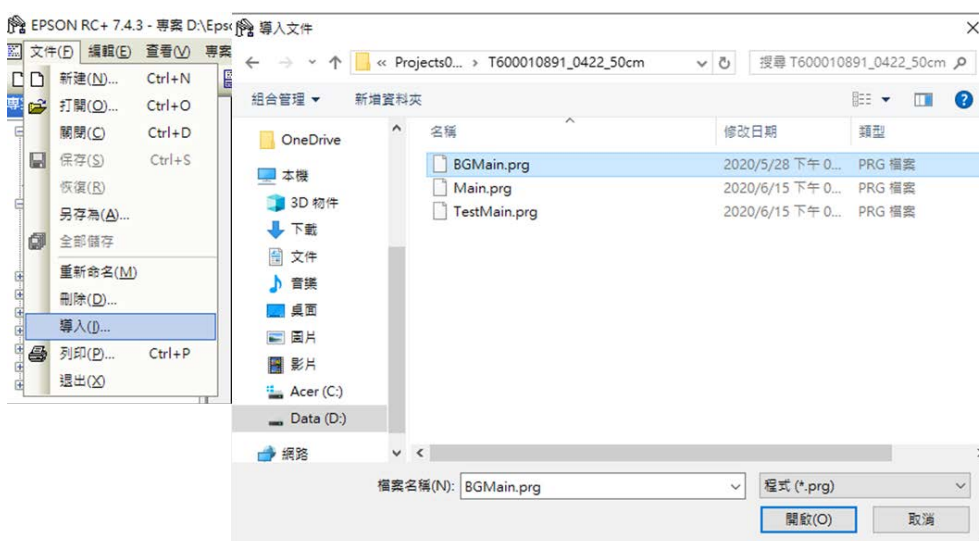 EPSON RC+ 7.4.3 - 專案 D:\Eps
文件(F) 編輯(E) 查看(V) 專案
新建(N)... Ctrl+N
打開(O)... Ctrl+O
關閉(C) Ctrl+D
保存(S) Ctrl+S
恢復(R)
另存為(A)...
全部儲存
重新命名(M)
刪除(D)...
導入(I)...
列印(P)... Ctrl+P
退出(X)
導入文件
« Projects0... › T600010891_0422_50cm
搜尋 T600010891_0422_50cm
組合管理 新增資料夾
OneDrive
本機
3D 物件
下載
文件
音樂
桌面
圖片
影片
Acer (C:)
Data (D:)
網路
名稱 修改日期 類型
BGMain.prg 2020/5/28 下午 0... PRG 檔案
Main.prg 2020/6/15 下午 0... PRG 檔案
TestMain.prg 2020/6/15 下午 0... PRG 檔案
檔案名稱(N): BGMain.prg 程式 (*.prg)
開啟(O) 取消